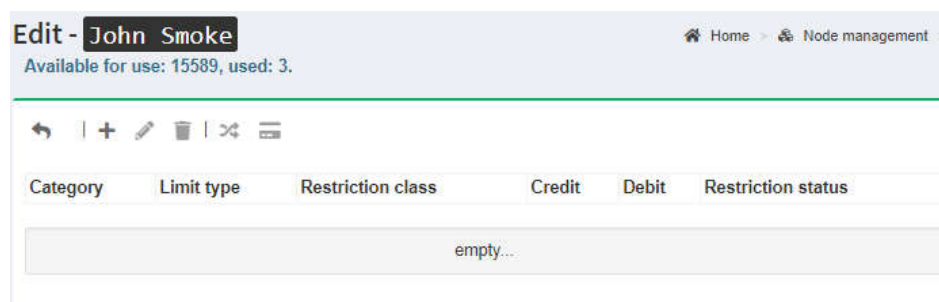 Edit - John Smoke
Home > Node management
Available for use: 15589, used: 3.
Category Limit type Restriction class Credit Debit Restriction status
empty...